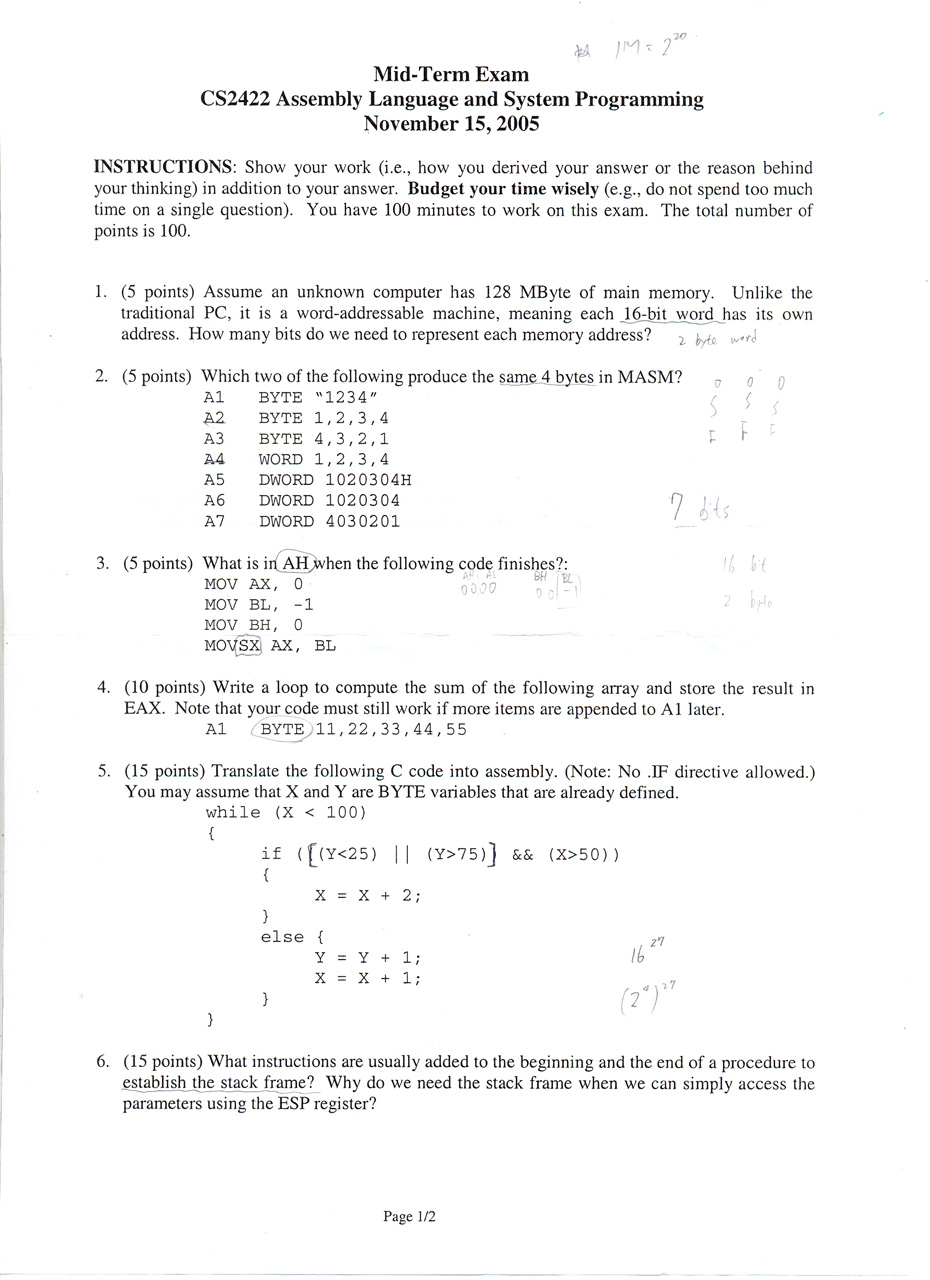 1M = 2^20
Mid-Term Exam
CS2422 Assembly Language and System Programming
November 15, 2005
INSTRUCTIONS: Show your work (i.e., how you derived your answer or the reason behind
your thinking) in addition to your answer. Budget your time wisely (e.g., do not spend too much
time on a single question). You have 100 minutes to work on this exam. The total number of
points is 100.
1. (5 points) Assume an unknown computer has 128 MByte of main memory. Unlike the
traditional PC, it is a word-addressable machine, meaning each 16-bit word has its own
address. How many bits do we need to represent each memory address? 2 byte word
2. (5 points) Which two of the following produce the same 4 bytes in MASM?
A1 BYTE "1234"
A2 BYTE 1,2,3,4
A3 BYTE 4,3,2,1
A4 WORD 1,2,3,4
A5 DWORD 1020304H
A6 DWORD 1020304
A7 DWORD 4030201
0 0 0
S S S
F F F
7 bits
3. (5 points) What is in AH when the following code finishes?:
MOV AX, 0
MOV BL, -1
MOV BH, 0
MOVSX AX, BL
AH AL BH BL
0000 00 -1
16 bit
2 byte
4. (10 points) Write a loop to compute the sum of the following array and store the result in
EAX. Note that your code must still work if more items are appended to A1 later.
A1 BYTE 11,22,33,44,55
5. (15 points) Translate the following C code into assembly. (Note: No .IF directive allowed.)
You may assume that X and Y are BYTE variables that are already defined.
while (X < 100)
{
if ([(Y<25) || (Y>75)] && (X>50))
{
X = X + 2;
}
else {
Y = Y + 1;
X = X + 1;
}
}
16^27
(2^4)^27
6. (15 points) What instructions are usually added to the beginning and the end of a procedure to
establish the stack frame? Why do we need the stack frame when we can simply access the
parameters using the ESP register?
Page 1/2